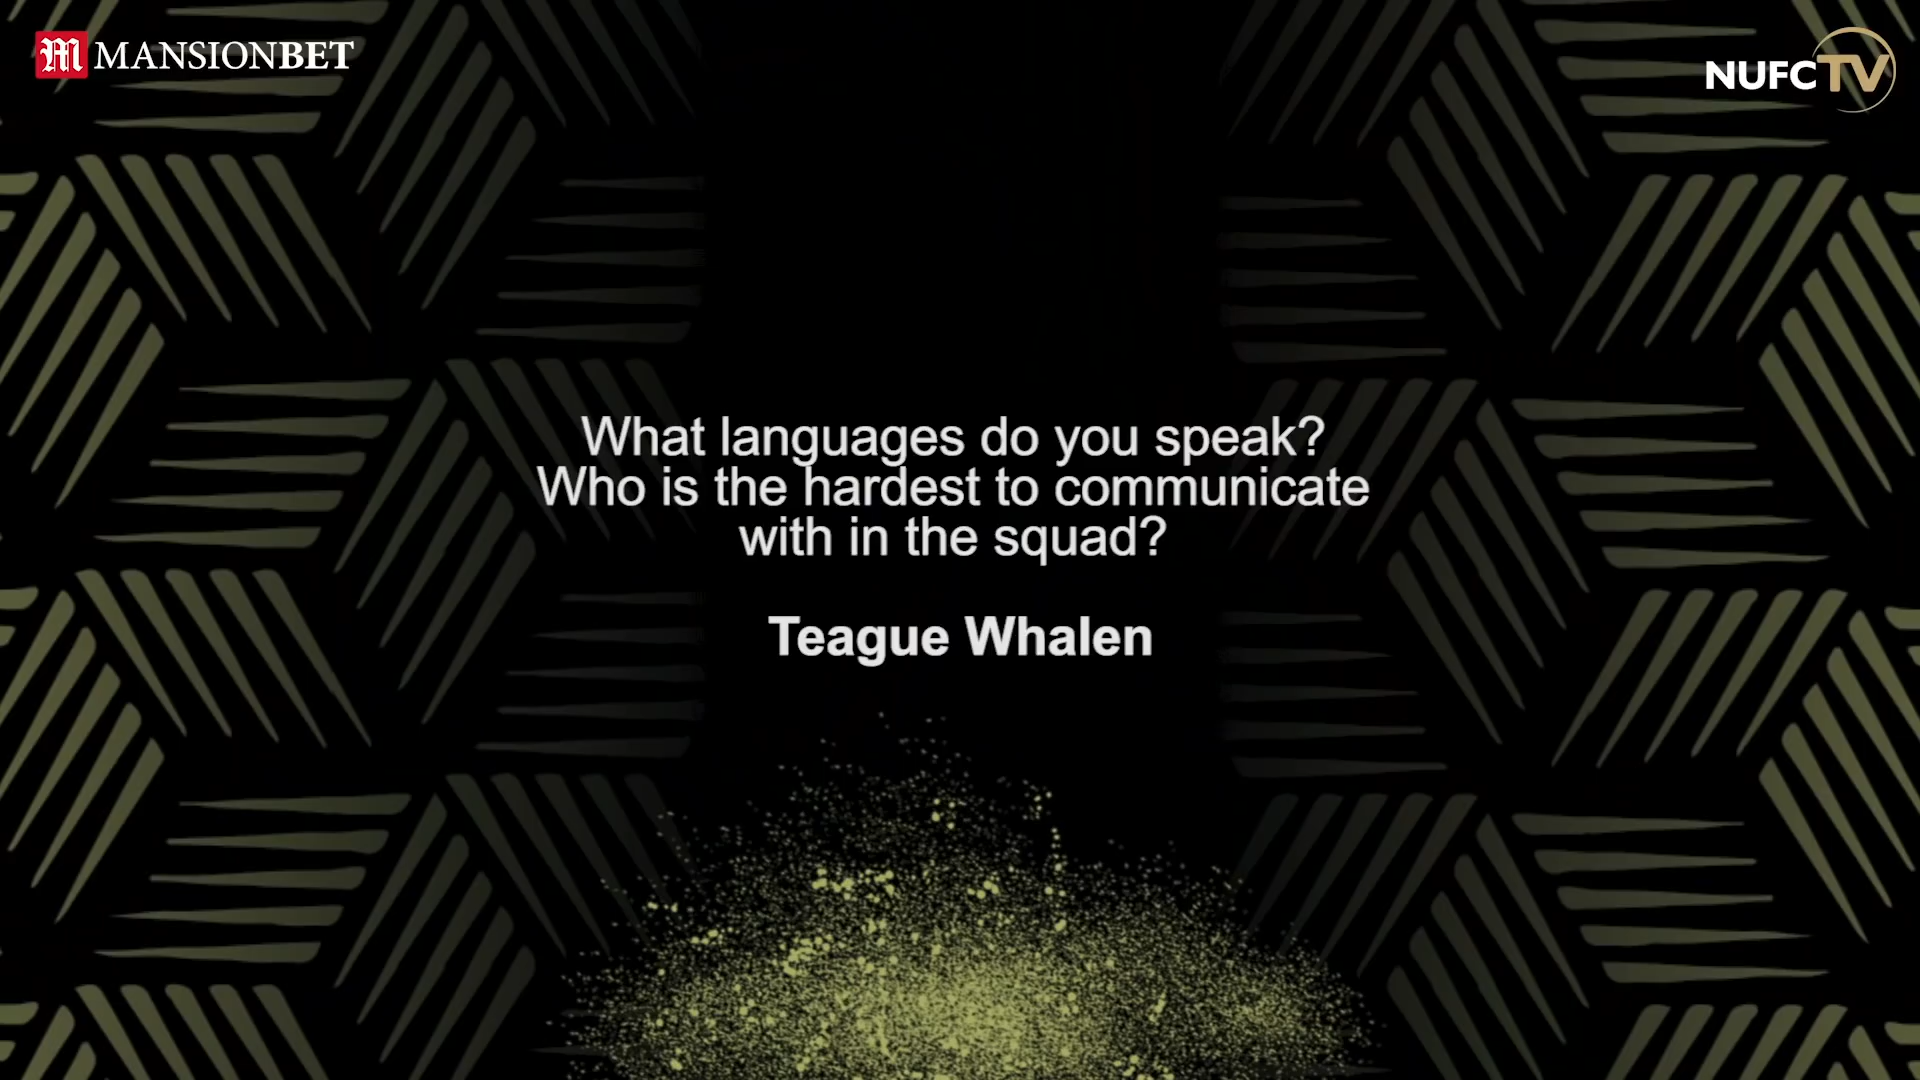 MANSIONBET
NUFCTV
What languages do you speak?
Who is the hardest to communicate
with in the squad?
Teague Whalen